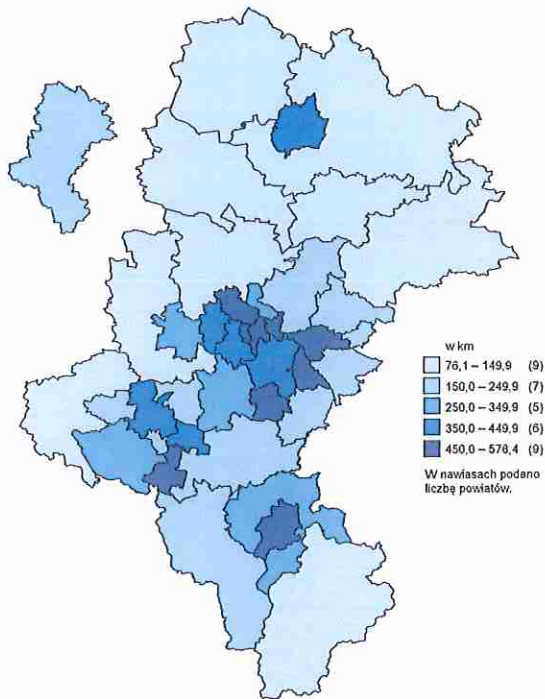 w km
76,1 – 149,9 (9)
150,0 – 249,9 (7)
250,0 – 349,9 (5)
350,0 – 449,9 (6)
450,0 – 576,4 (9)
W nawiasach podano
liczbę powiatów.